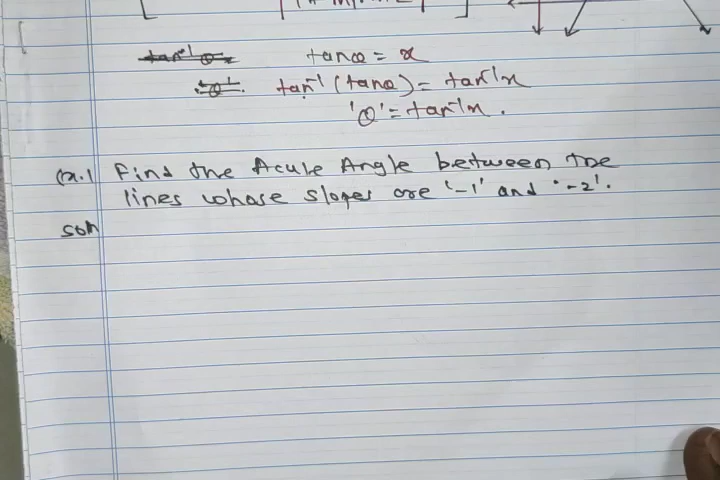 tanθ = x
tan⁻¹(tanθ) = tan⁻¹x
'θ' = tan⁻¹x.
Q.1 Find the Acute Angle between the
lines whose slopes are '-1' and '-2'.
soln